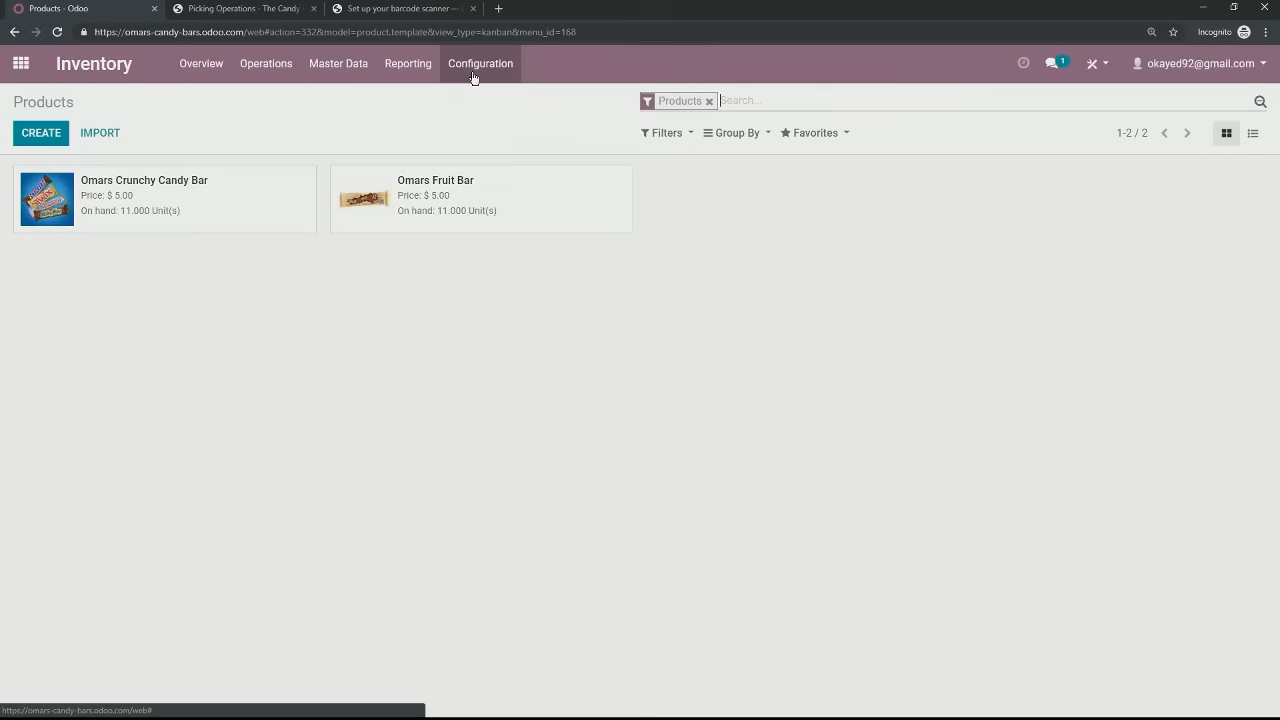 Products - Odoo
Picking Operations - The Candy
Set up your barcode scanner —
https://omars-candy-bars.odoo.com/web#action=332&model=product.template&view_type=kanban&menu_id=168
Incognito
Inventory
Overview
Operations
Master Data
Reporting
Configuration
1
okayed92@gmail.com
Products
Products
Search...
CREATE
IMPORT
Filters
Group By
Favorites
1-2 / 2
Omars Crunchy Candy Bar
Price: $ 5.00
On hand: 11.000 Unit(s)
Omars Fruit Bar
Price: $ 5.00
On hand: 11.000 Unit(s)
https://omars-candy-bars.odoo.com/web#